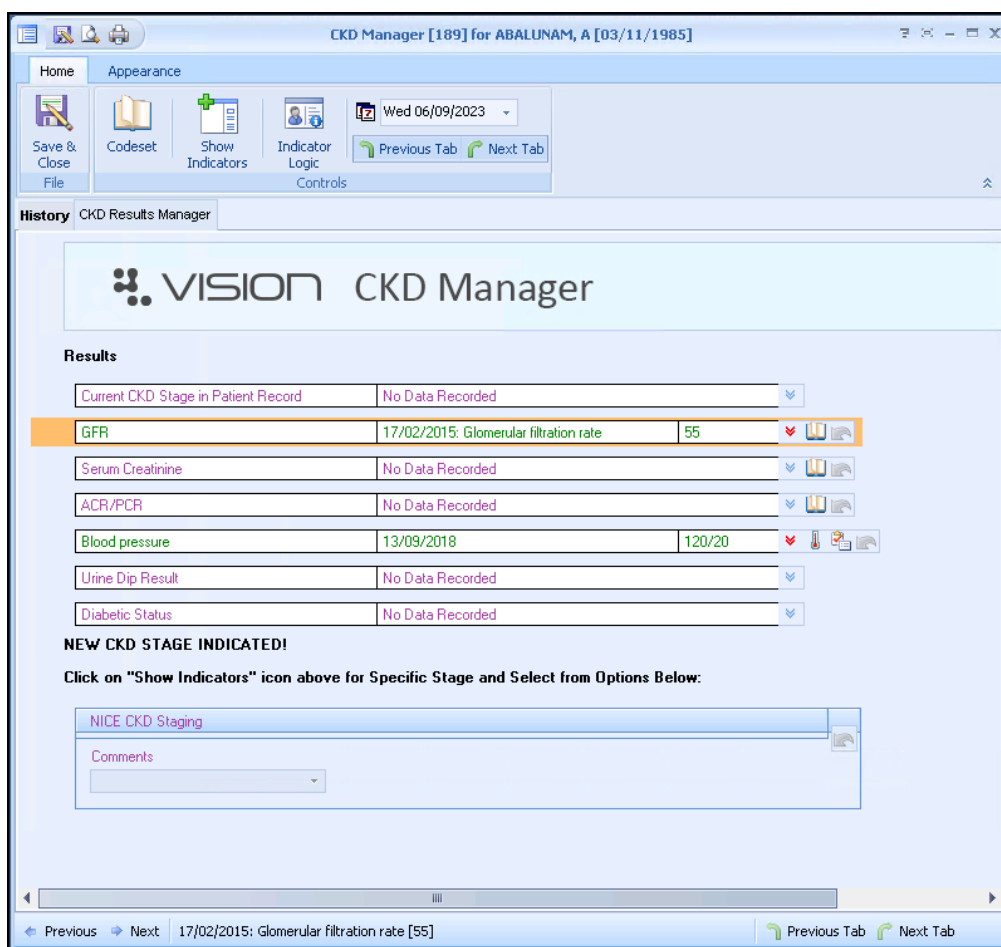 CKD Manager [189] for ABALUNAM, A [03/11/1985]
Home Appearance
Save & Close
Codeset
Show Indicators
Indicator Logic
Wed 06/09/2023
Previous Tab Next Tab
File Controls
History CKD Results Manager
VISION CKD Manager
Results
Current CKD Stage in Patient Record No Data Recorded
GFR 17/02/2015: Glomerular filtration rate 55
Serum Creatinine No Data Recorded
ACR/PCR No Data Recorded
Blood pressure 13/09/2018 120/20
Urine Dip Result No Data Recorded
Diabetic Status No Data Recorded
NEW CKD STAGE INDICATED!
Click on "Show Indicators" icon above for Specific Stage and Select from Options Below:
NICE CKD Staging
Comments
Previous Next 17/02/2015: Glomerular filtration rate [55] Previous Tab Next Tab